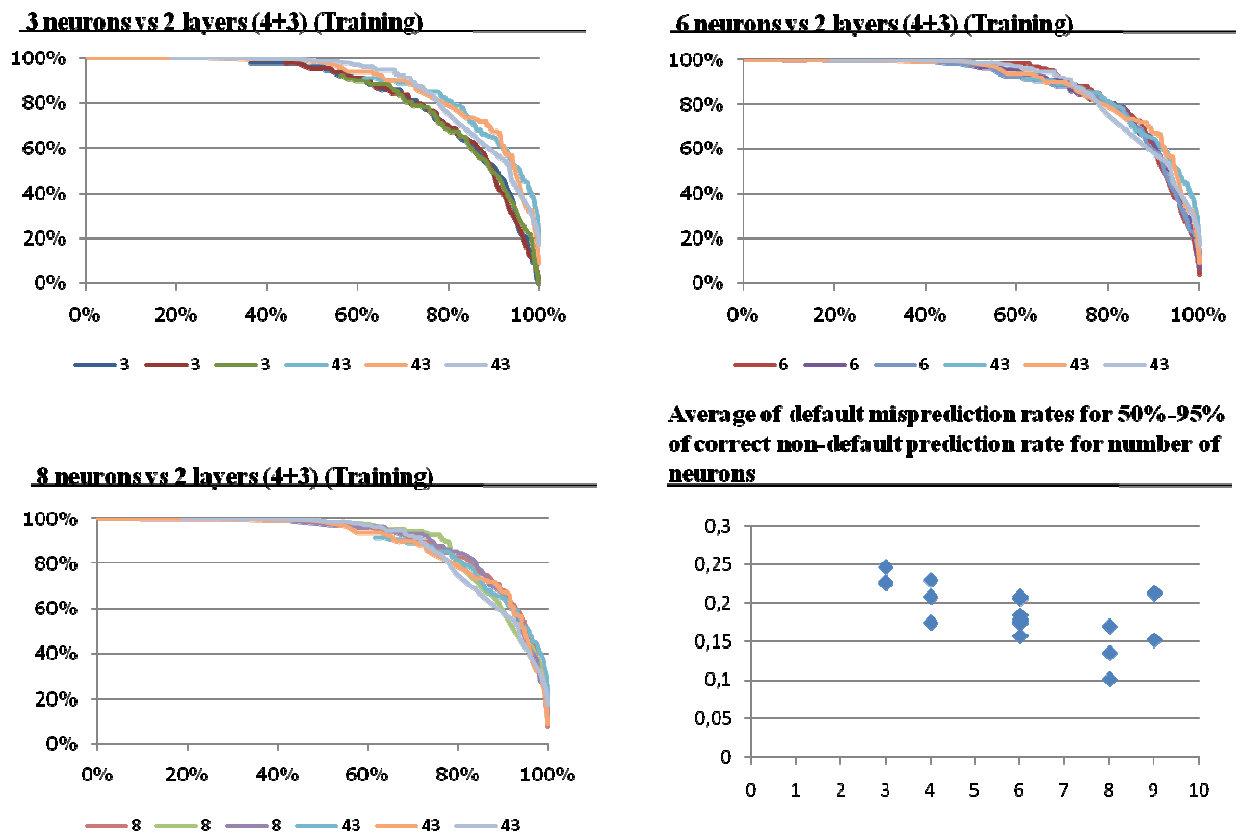 3 neurons vs 2 layers (4+3) (Training)
100%
80%
60%
40%
20%
0%
0% 20% 40% 60% 80% 100%
3 3 3 43 43 43
6 neurons vs 2 layers (4+3) (Training)
100%
80%
60%
40%
20%
0%
0% 20% 40% 60% 80% 100%
6 6 6 43 43 43
8 neurons vs 2 layers (4+3) (Training)
100%
80%
60%
40%
20%
0%
0% 20% 40% 60% 80% 100%
8 8 8 43 43 43
Average of default misprediction rates for 50%-95%
of correct non-default prediction rate for number of
neurons
0,3
0,25
0,2
0,15
0,1
0,05
0
0 1 2 3 4 5 6 7 8 9 10